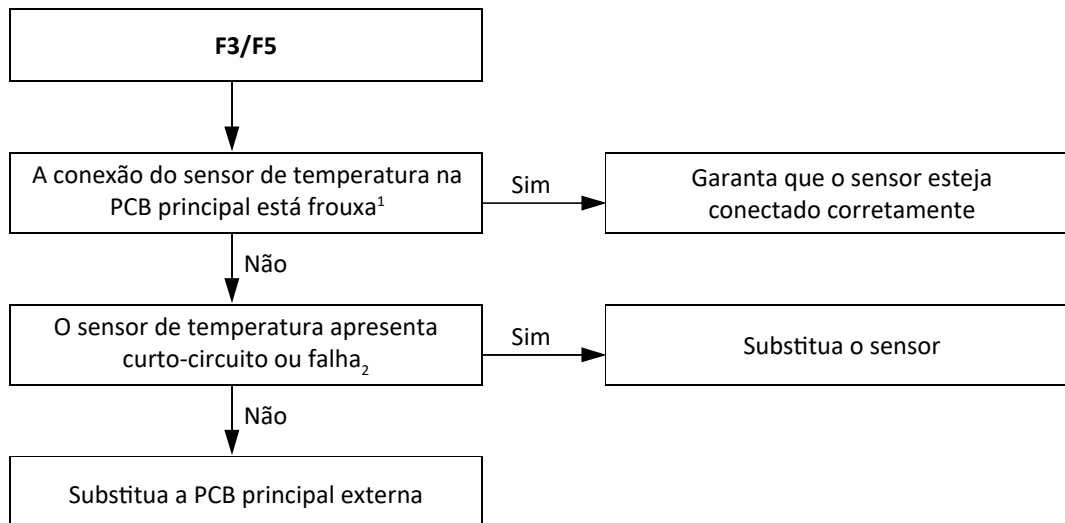 F3/F5
A conexão do sensor de temperatura na
PCB principal está frouxa¹
Sim
Garanta que o sensor esteja
conectado corretamente
Não
O sensor de temperatura apresenta
curto-circuito ou falha₂
Sim
Substitua o sensor
Não
Substitua a PCB principal externa